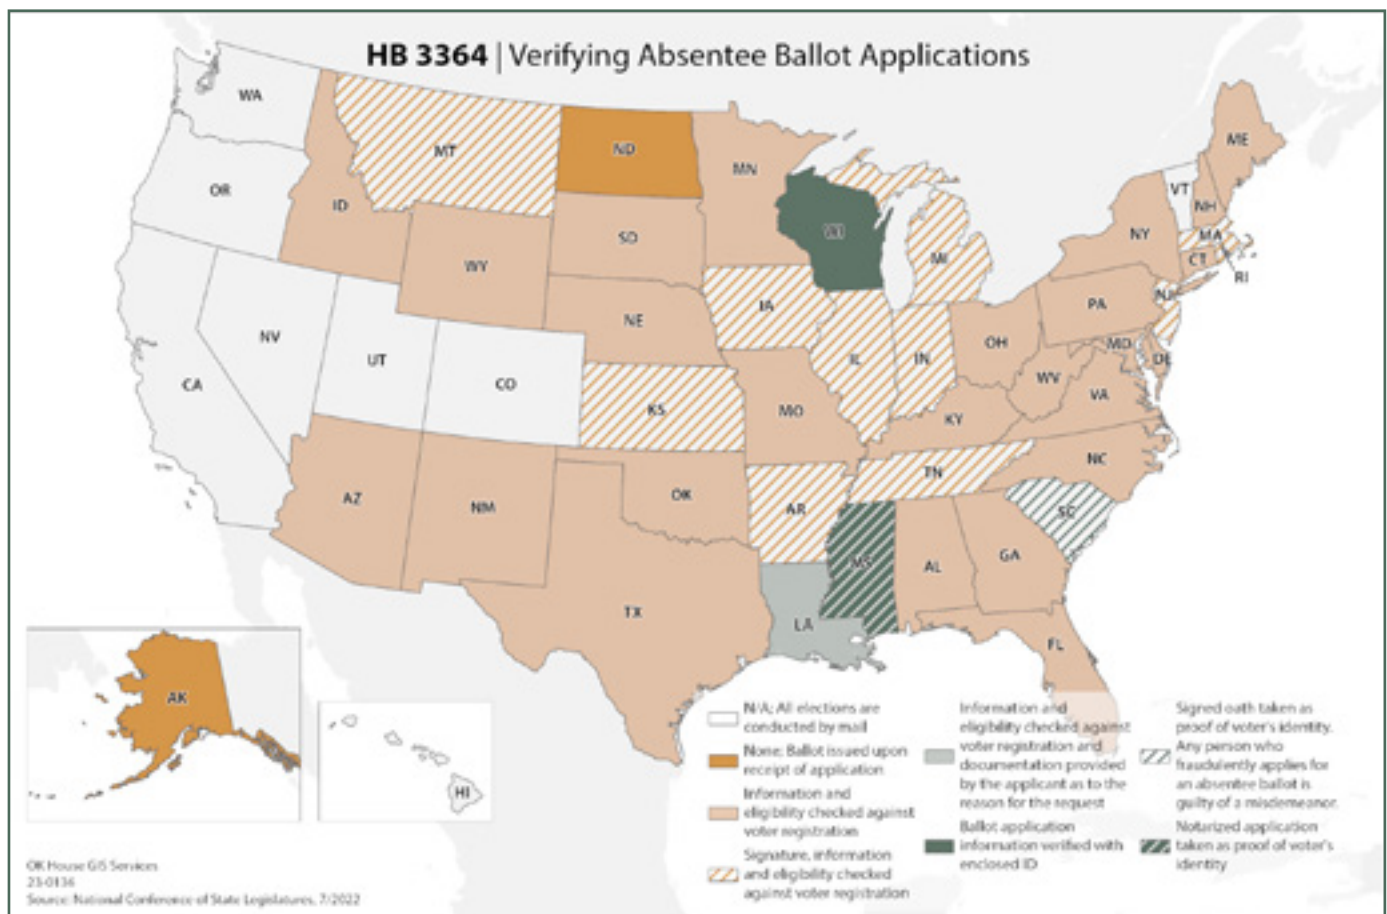 HB 3364 | Verifying Absentee Ballot Applications
WA
OR
CA
NV
ID
MT
WY
UT
CO
AZ
NM
ND
SD
NE
KS
OK
TX
MN
IA
MO
AR
LA
WI
IL
MI
IN
OH
KY
TN
MS
AL
GA
FL
SC
NC
VA
WV
PA
NY
VT
NH
ME
MA
CT
RI
NJ
MD
DE
AK
HI
N/A; All elections are
conducted by mail
None; Ballot issued upon
receipt of application
Information and
eligibility checked against
voter registration
Signature, information
and eligibility checked
against voter registration
Information and
eligibility checked against
voter registration and
documentation provided
by the applicant as to the
reason for the request
Ballot application
information verified with
enclosed ID
Signed oath taken as
proof of voter's identity.
Any person who
fraudulently applies for
an absentee ballot is
guilty of a misdemeanor.
Notarized application
taken as proof of voter's
identity
OK House GIS Services
23-0136
Source: National Conference of State Legislatures, 7/2022